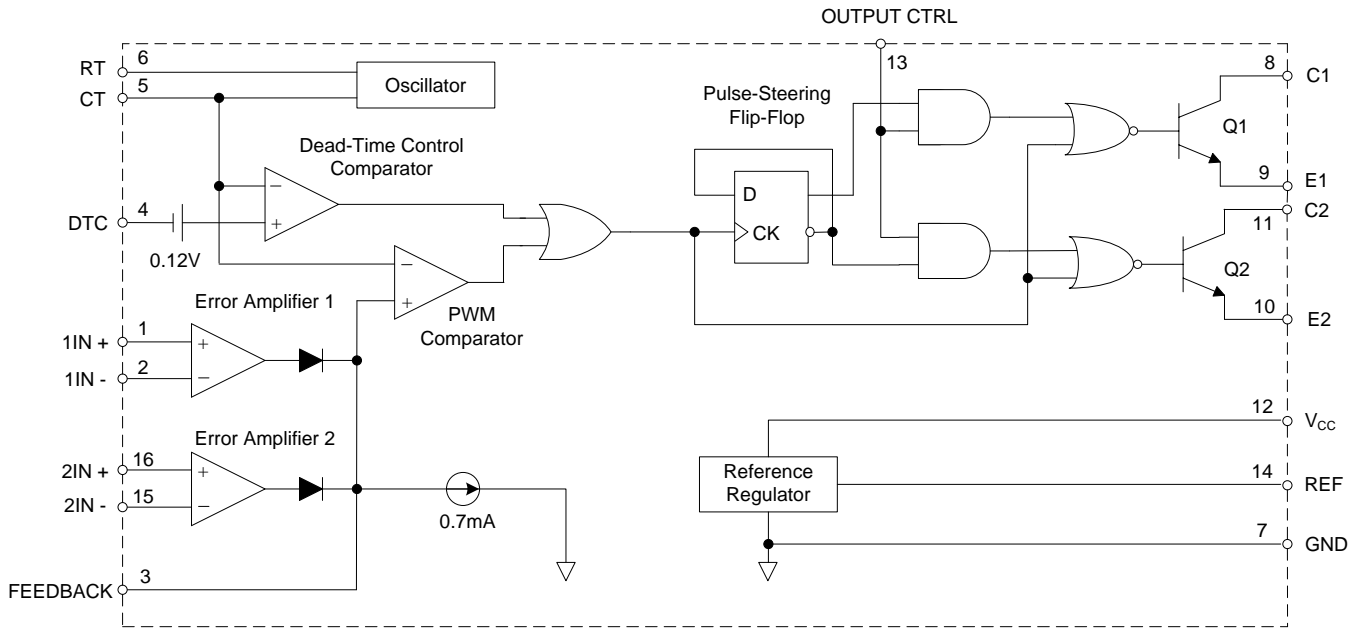 OUTPUT CTRL
RT
6
CT
5
Oscillator
13
8
C1
Pulse-Steering
Flip-Flop
Q1
Dead-Time Control
Comparator
9
E1
D
CK
C2
11
DTC
4
−
+
0.12V
−
+
PWM
Comparator
Q2
10
E2
Error Amplifier 1
1IN +
1
+
1IN -
2
−
12
VCC
Error Amplifier 2
2IN +
16
+
2IN -
15
−
0.7mA
Reference
Regulator
14
REF
7
GND
FEEDBACK
3